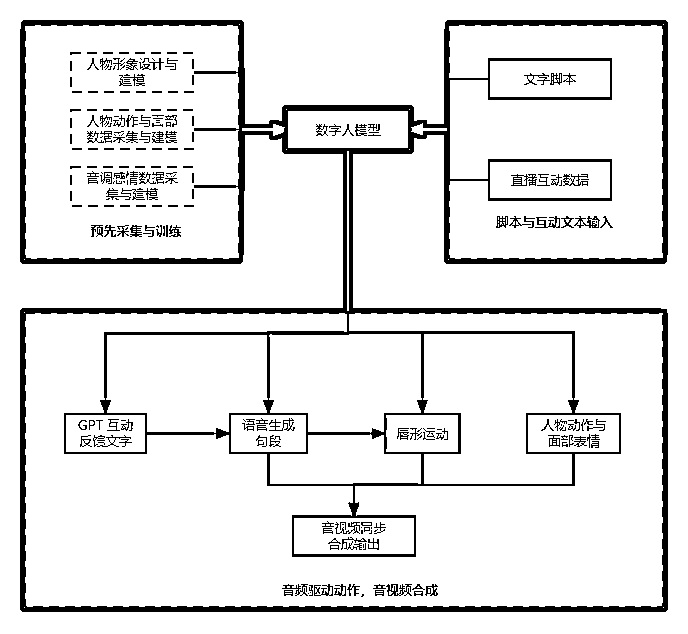 人物形象设计与
建模
人物动作与面部
数据采集与建模
音调感情数据采
集与建模
预先采集与训练
数字人模型
文字脚本
直播互动数据
脚本与互动文本输入
GPT 互动
反馈文字
语音生成
句段
唇形运动
人物动作与
面部表情
音视频同步
合成输出
音频驱动动作，音视频合成